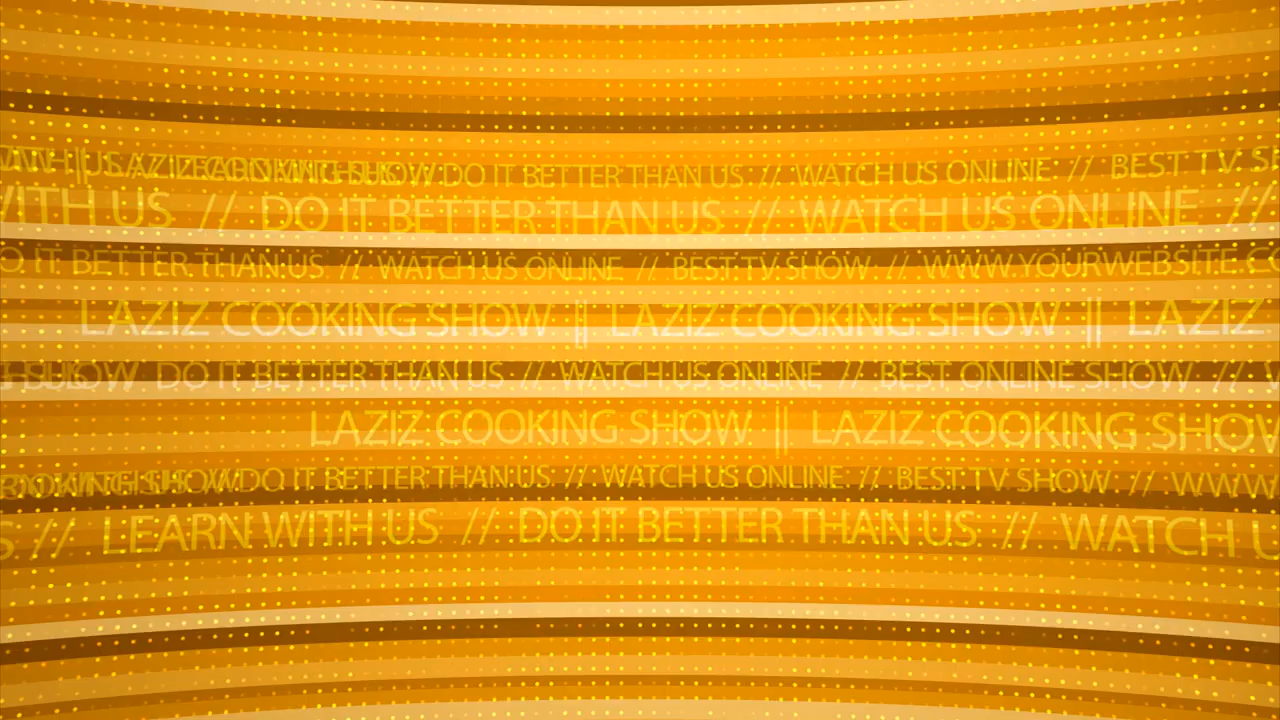 DO IT BETTER THAN US // WATCH US ONLINE // BEST TV
WITH US // DO IT BETTER THAN US // WATCH US ONLINE //
DO IT BETTER THAN US // WATCH US ONLINE // BEST TV SHOW // WWW.YOURWEBSITE.CO
LAZIZ COOKING SHOW || LAZIZ COOKING SHOW || LAZIZ
DO IT BETTER THAN US // WATCH US ONLINE // BEST ONLINE SHOW //
LAZIZ COOKING SHOW || LAZIZ COOKING SHOW
DO IT BETTER THAN US // WATCH US ONLINE // BEST TV SHOW // WWW
S // LEARN WITH US // DO IT BETTER THAN US // WATCH U